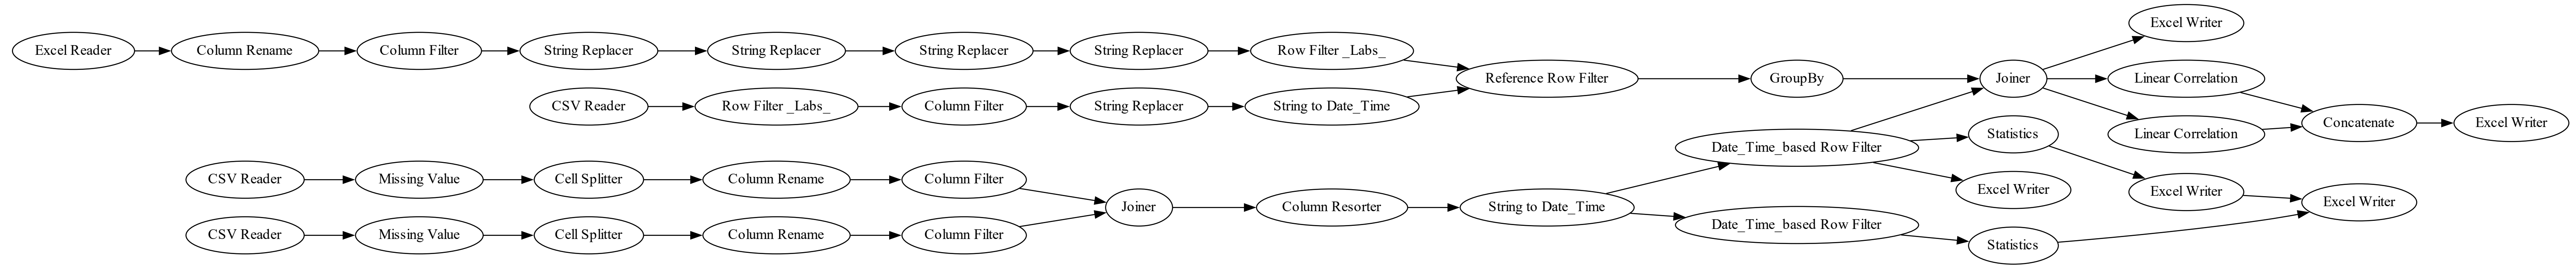 Excel Writer
Excel Reader
Column Rename
Column Filter
String Replacer
String Replacer
String Replacer
String Replacer
Row Filter _Labs_
Reference Row Filter
GroupBy
Joiner
Linear Correlation
CSV Reader
Row Filter _Labs_
Column Filter
String Replacer
String to Date_Time
Linear Correlation
Concatenate
Excel Writer
Date_Time_based Row Filter
Statistics
CSV Reader
Missing Value
Cell Splitter
Column Rename
Column Filter
Excel Writer
Excel Writer
Joiner
Column Resorter
String to Date_Time
Excel Writer
CSV Reader
Missing Value
Cell Splitter
Column Rename
Column Filter
Date_Time_based Row Filter
Statistics